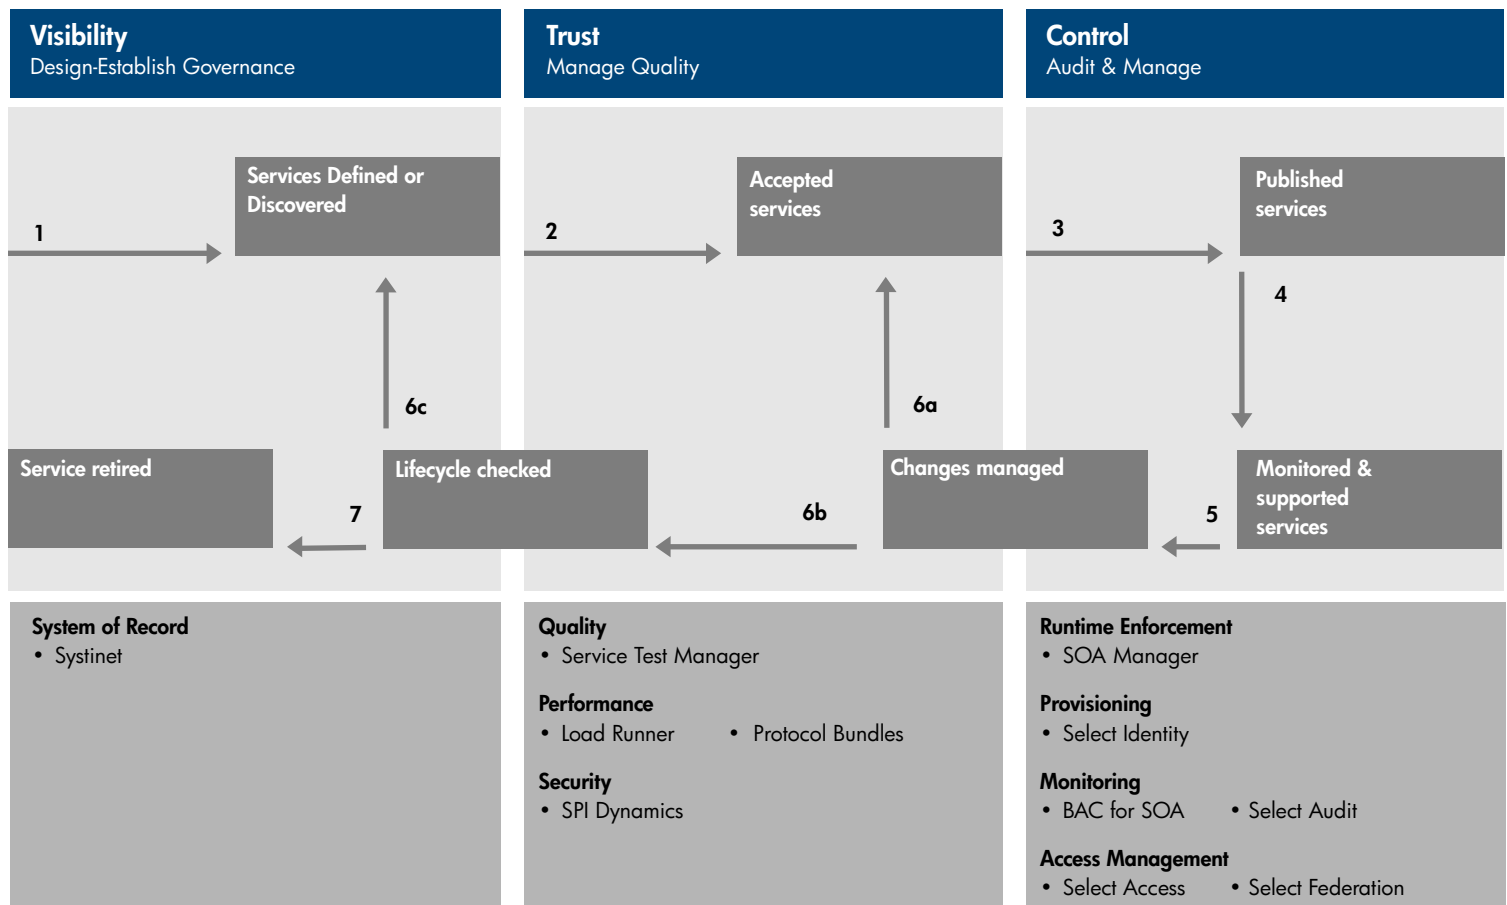 Visibility
Design-Establish Governance
Trust
Manage Quality
Control
Audit & Manage
Services Defined or
Discovered
1
Accepted
services
2
Published
services
3
4
6c
6a
Service retired
7
Lifecycle checked
6b
Changes managed
5
Monitored &
supported
services
System of Record
• Systinet
Quality
• Service Test Manager
Performance
• Load Runner • Protocol Bundles
Security
• SPI Dynamics
Runtime Enforcement
• SOA Manager
Provisioning
• Select Identity
Monitoring
• BAC for SOA • Select Audit
Access Management
• Select Access • Select Federation